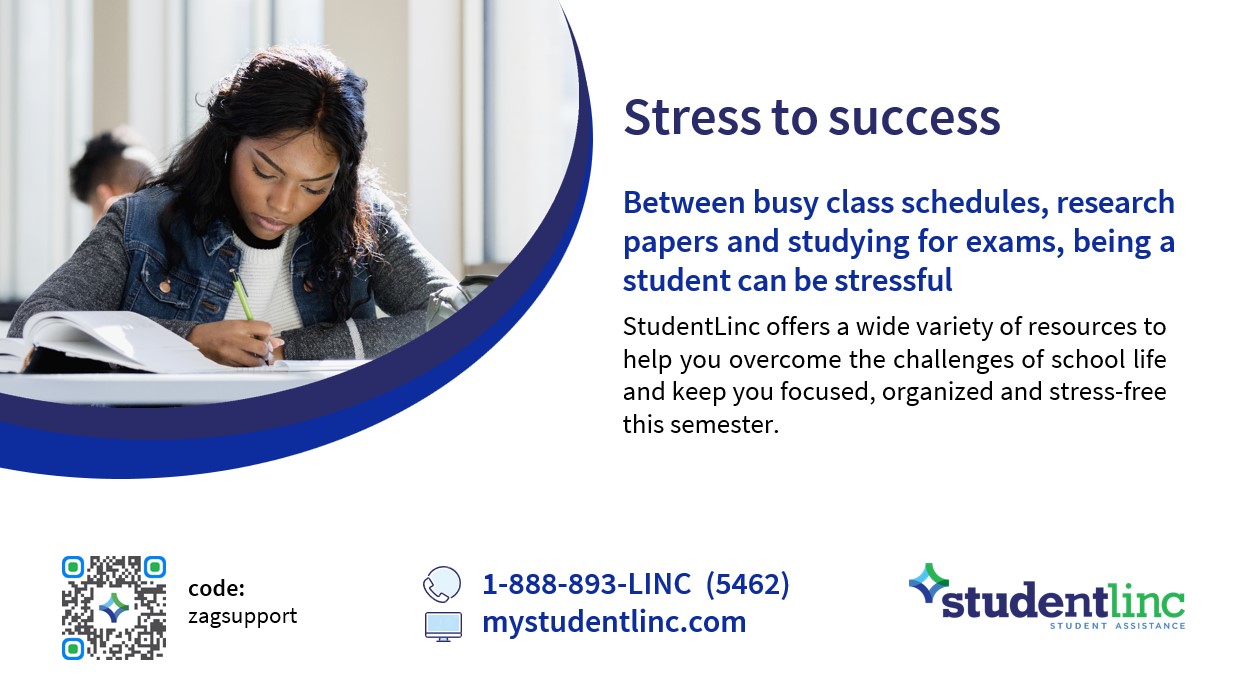 Stress to success
Between busy class schedules, research
papers and studying for exams, being a
student can be stressful
StudentLinc offers a wide variety of resources to
help you overcome the challenges of school life
and keep you focused, organized and stress-free
this semester.
code:
zagsupport
1-888-893-LINC (5462)
mystudentlinc.com
studentlinc
STUDENT ASSISTANCE